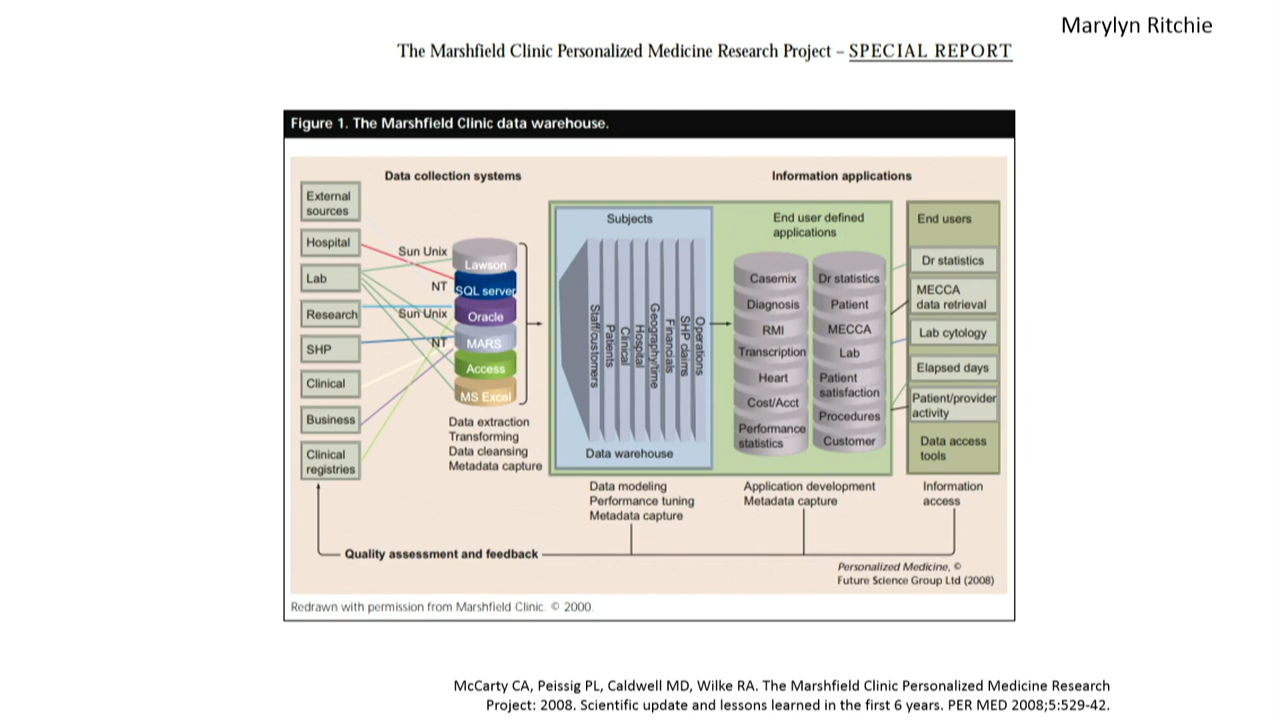 Marylyn Ritchie
The Marshfield Clinic Personalized Medicine Research Project – SPECIAL REPORT
Figure 1. The Marshfield Clinic data warehouse.
Data collection systems
Information applications
External
sources
Hospital
Lab
Research
SHP
Clinical
Business
Clinical
registries
Sun Unix
NT
Sun Unix
NT
Lawson
SQL server
Oracle
MARS
Access
MS Excel
Data extraction
Transforming
Data cleansing
Metadata capture
Subjects
Staff/customers
Patients
Clinical
Hospital
Geography/time
Financials
SHP claims
Operations
Data warehouse
Data modeling
Performance tuning
Metadata capture
End user defined
applications
Casemix
Diagnosis
RMI
Transcription
Heart
Cost/Acct
Performance
statistics
Dr statistics
Patient
MECCA
Lab
Patient
satisfaction
Procedures
Customer
Application development
Metadata capture
End users
Dr statistics
MECCA
data retrieval
Lab cytology
Elapsed days
Patient/provider
activity
Data access
tools
Information
access
Quality assessment and feedback
Personalized Medicine, ©
Future Science Group Ltd (2008)
Redrawn with permission from Marshfield Clinic. © 2000.
McCarty CA, Peissig PL, Caldwell MD, Wilke RA. The Marshfield Clinic Personalized Medicine Research
Project: 2008. Scientific update and lessons learned in the first 6 years. PER MED 2008;5:529-42.